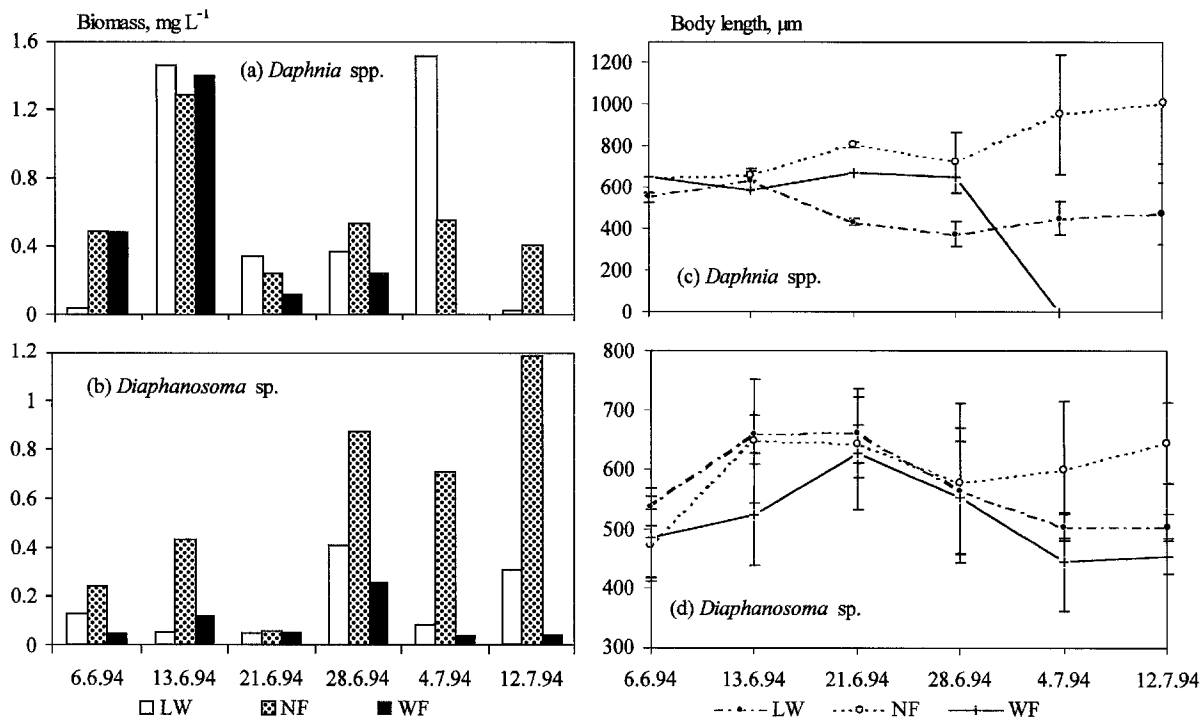 Biomass, mg L⁻¹
1.6
1.2
0.8
0.4
0
(a) Daphnia spp.
1.2
1
0.8
0.6
0.4
0.2
0
(b) Diaphanosoma sp.
6.6.94 13.6.94 21.6.94 28.6.94 4.7.94 12.7.94
LW NF WF
Body length, µm
1200
1000
800
600
400
200
0
(c) Daphnia spp.
800
700
600
500
400
300
(d) Diaphanosoma sp.
6.6.94 13.6.94 21.6.94 28.6.94 4.7.94 12.7.94
LW NF WF